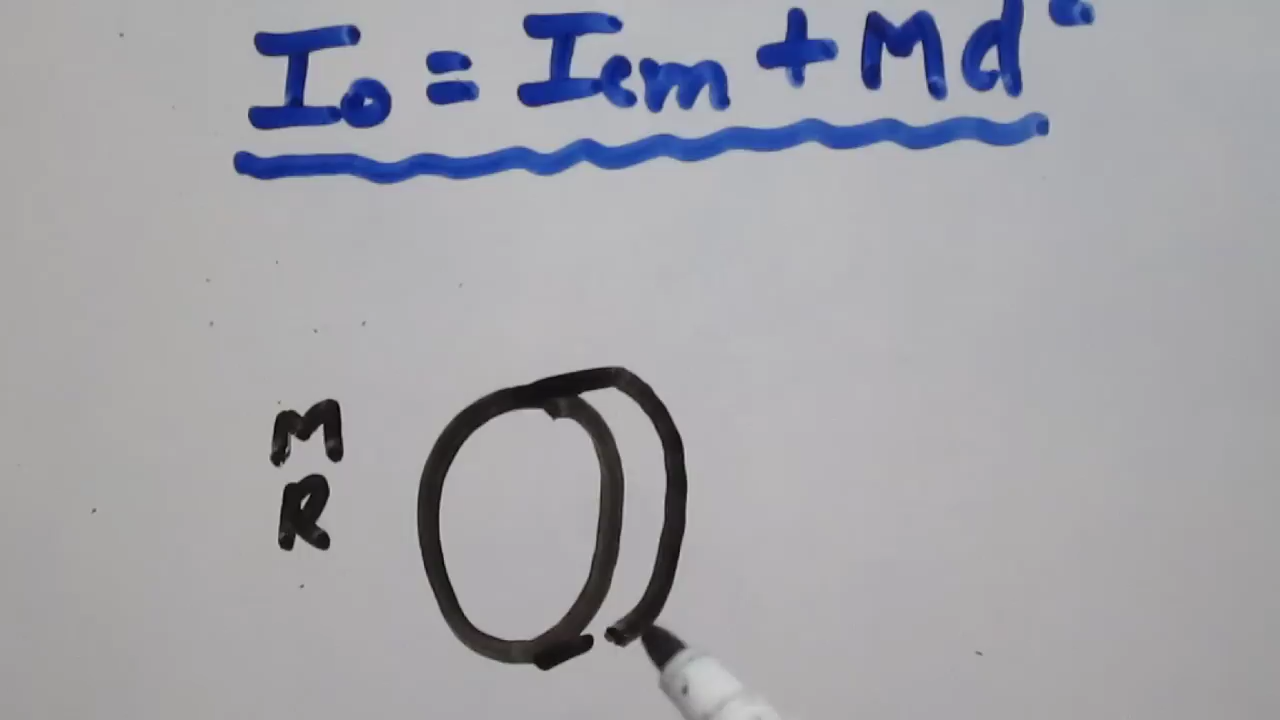 I₀ = Icm + Md²
M
R